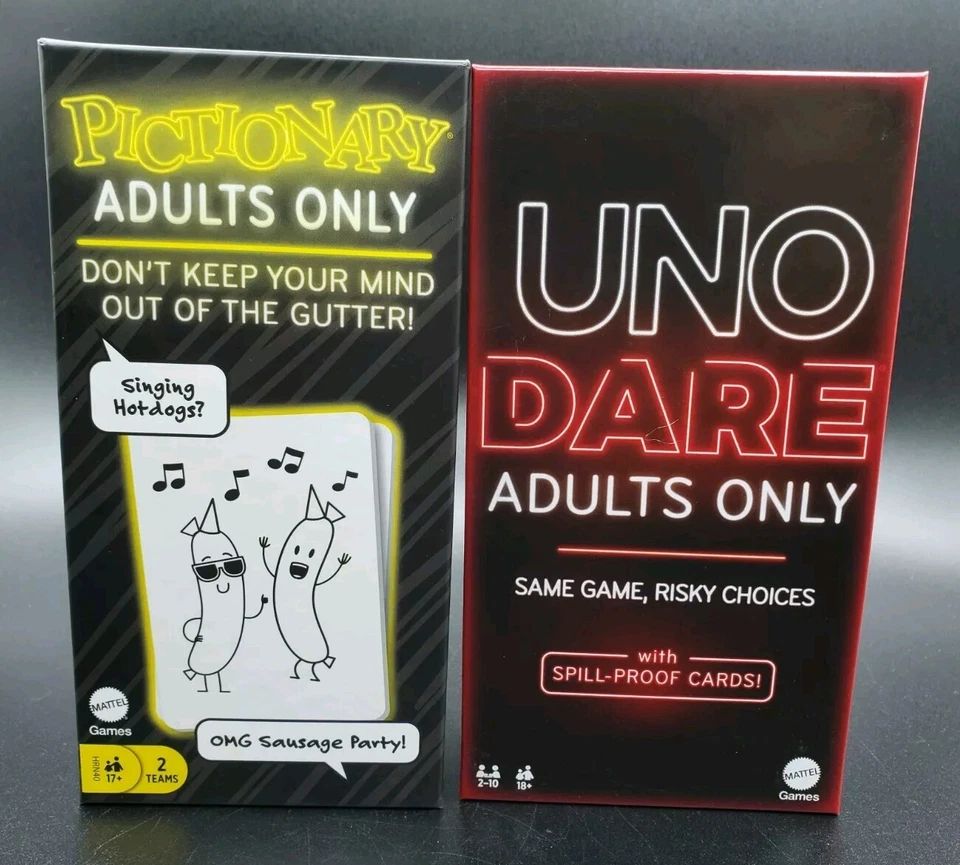 PICTIONARY®
ADULTS ONLY
DON'T KEEP YOUR MIND
OUT OF THE GUTTER!
Singing
Hotdogs?
OMG Sausage Party!
MATTEL
Games
HRN40
17+
2
TEAMS
UNO
DARE
ADULTS ONLY
SAME GAME, RISKY CHOICES
with
SPILL-PROOF CARDS!
2-10
18+
MATTEL
Games